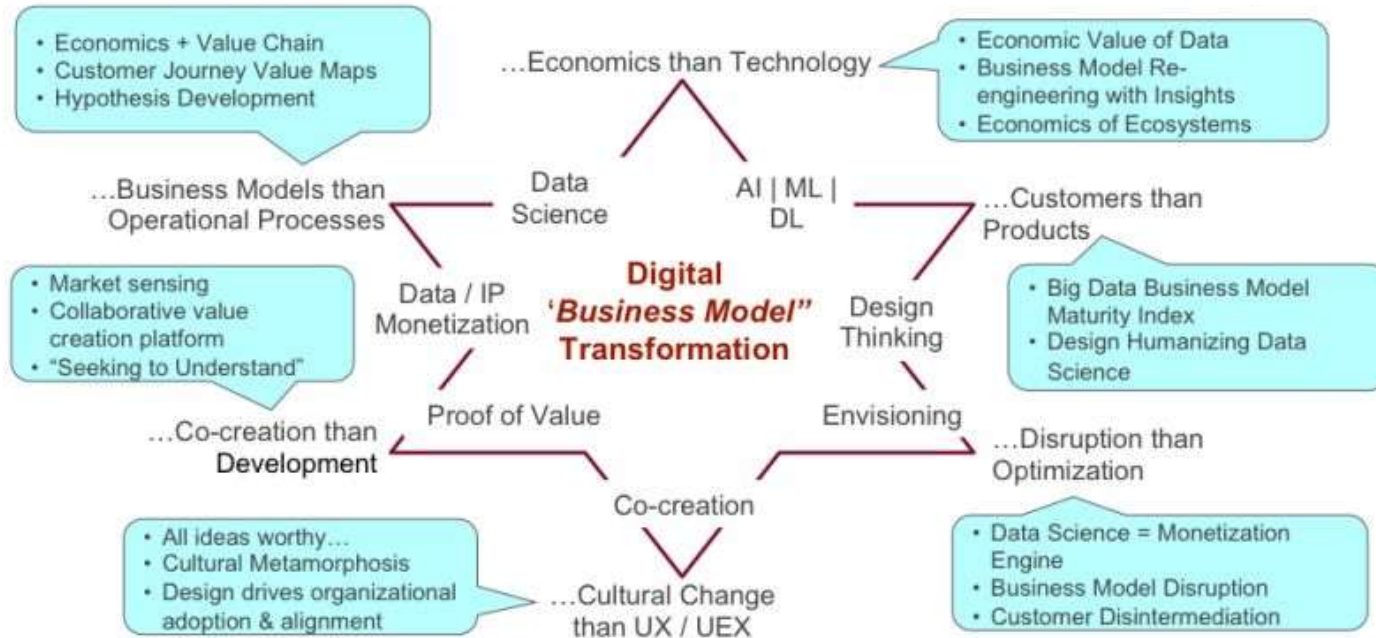 • Economics + Value Chain
• Customer Journey Value Maps
• Hypothesis Development
…Economics than Technology
• Economic Value of Data
• Business Model Re-
engineering with Insights
• Economics of Ecosystems
…Business Models than
Operational Processes
Data
Science
AI | ML |
DL
…Customers than
Products
• Market sensing
• Collaborative value
creation platform
• “Seeking to Understand”
Data / IP
Monetization
Digital
‘Business Model”
Transformation
Design
Thinking
• Big Data Business Model
Maturity Index
• Design Humanizing Data
Science
…Co-creation than
Development
Proof of Value
Envisioning
…Disruption than
Optimization
Co-creation
• All ideas worthy…
• Cultural Metamorphosis
• Design drives organizational
adoption & alignment
…Cultural Change
than UX / UEX
• Data Science = Monetization
Engine
• Business Model Disruption
• Customer Disintermediation